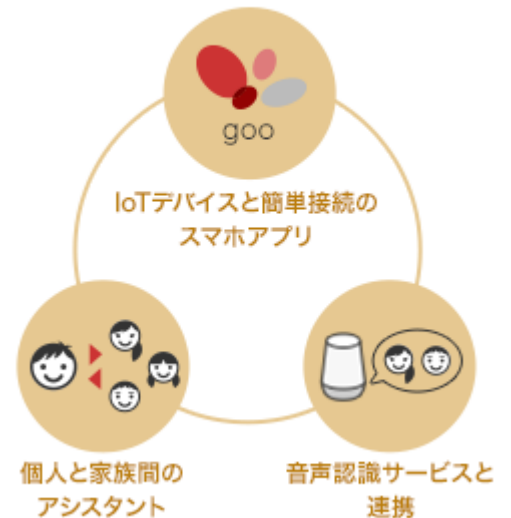 goo
IoTデバイスと簡単接続の
スマホアプリ
個人と家族間の
アシスタント
音声認識サービスと
連携